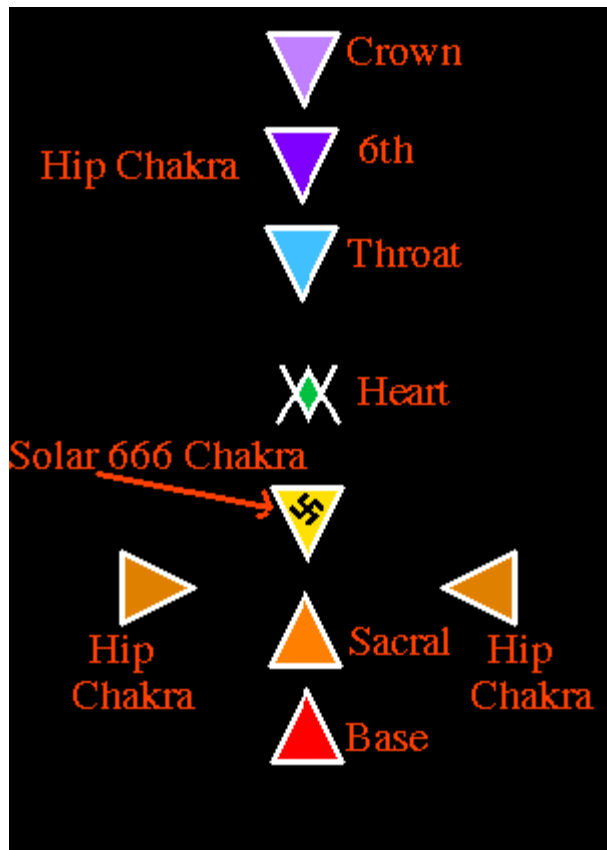 Crown
Hip Chakra
6th
Throat
Heart
Solar 666 Chakra
Hip
Chakra
Sacral
Hip
Chakra
Base